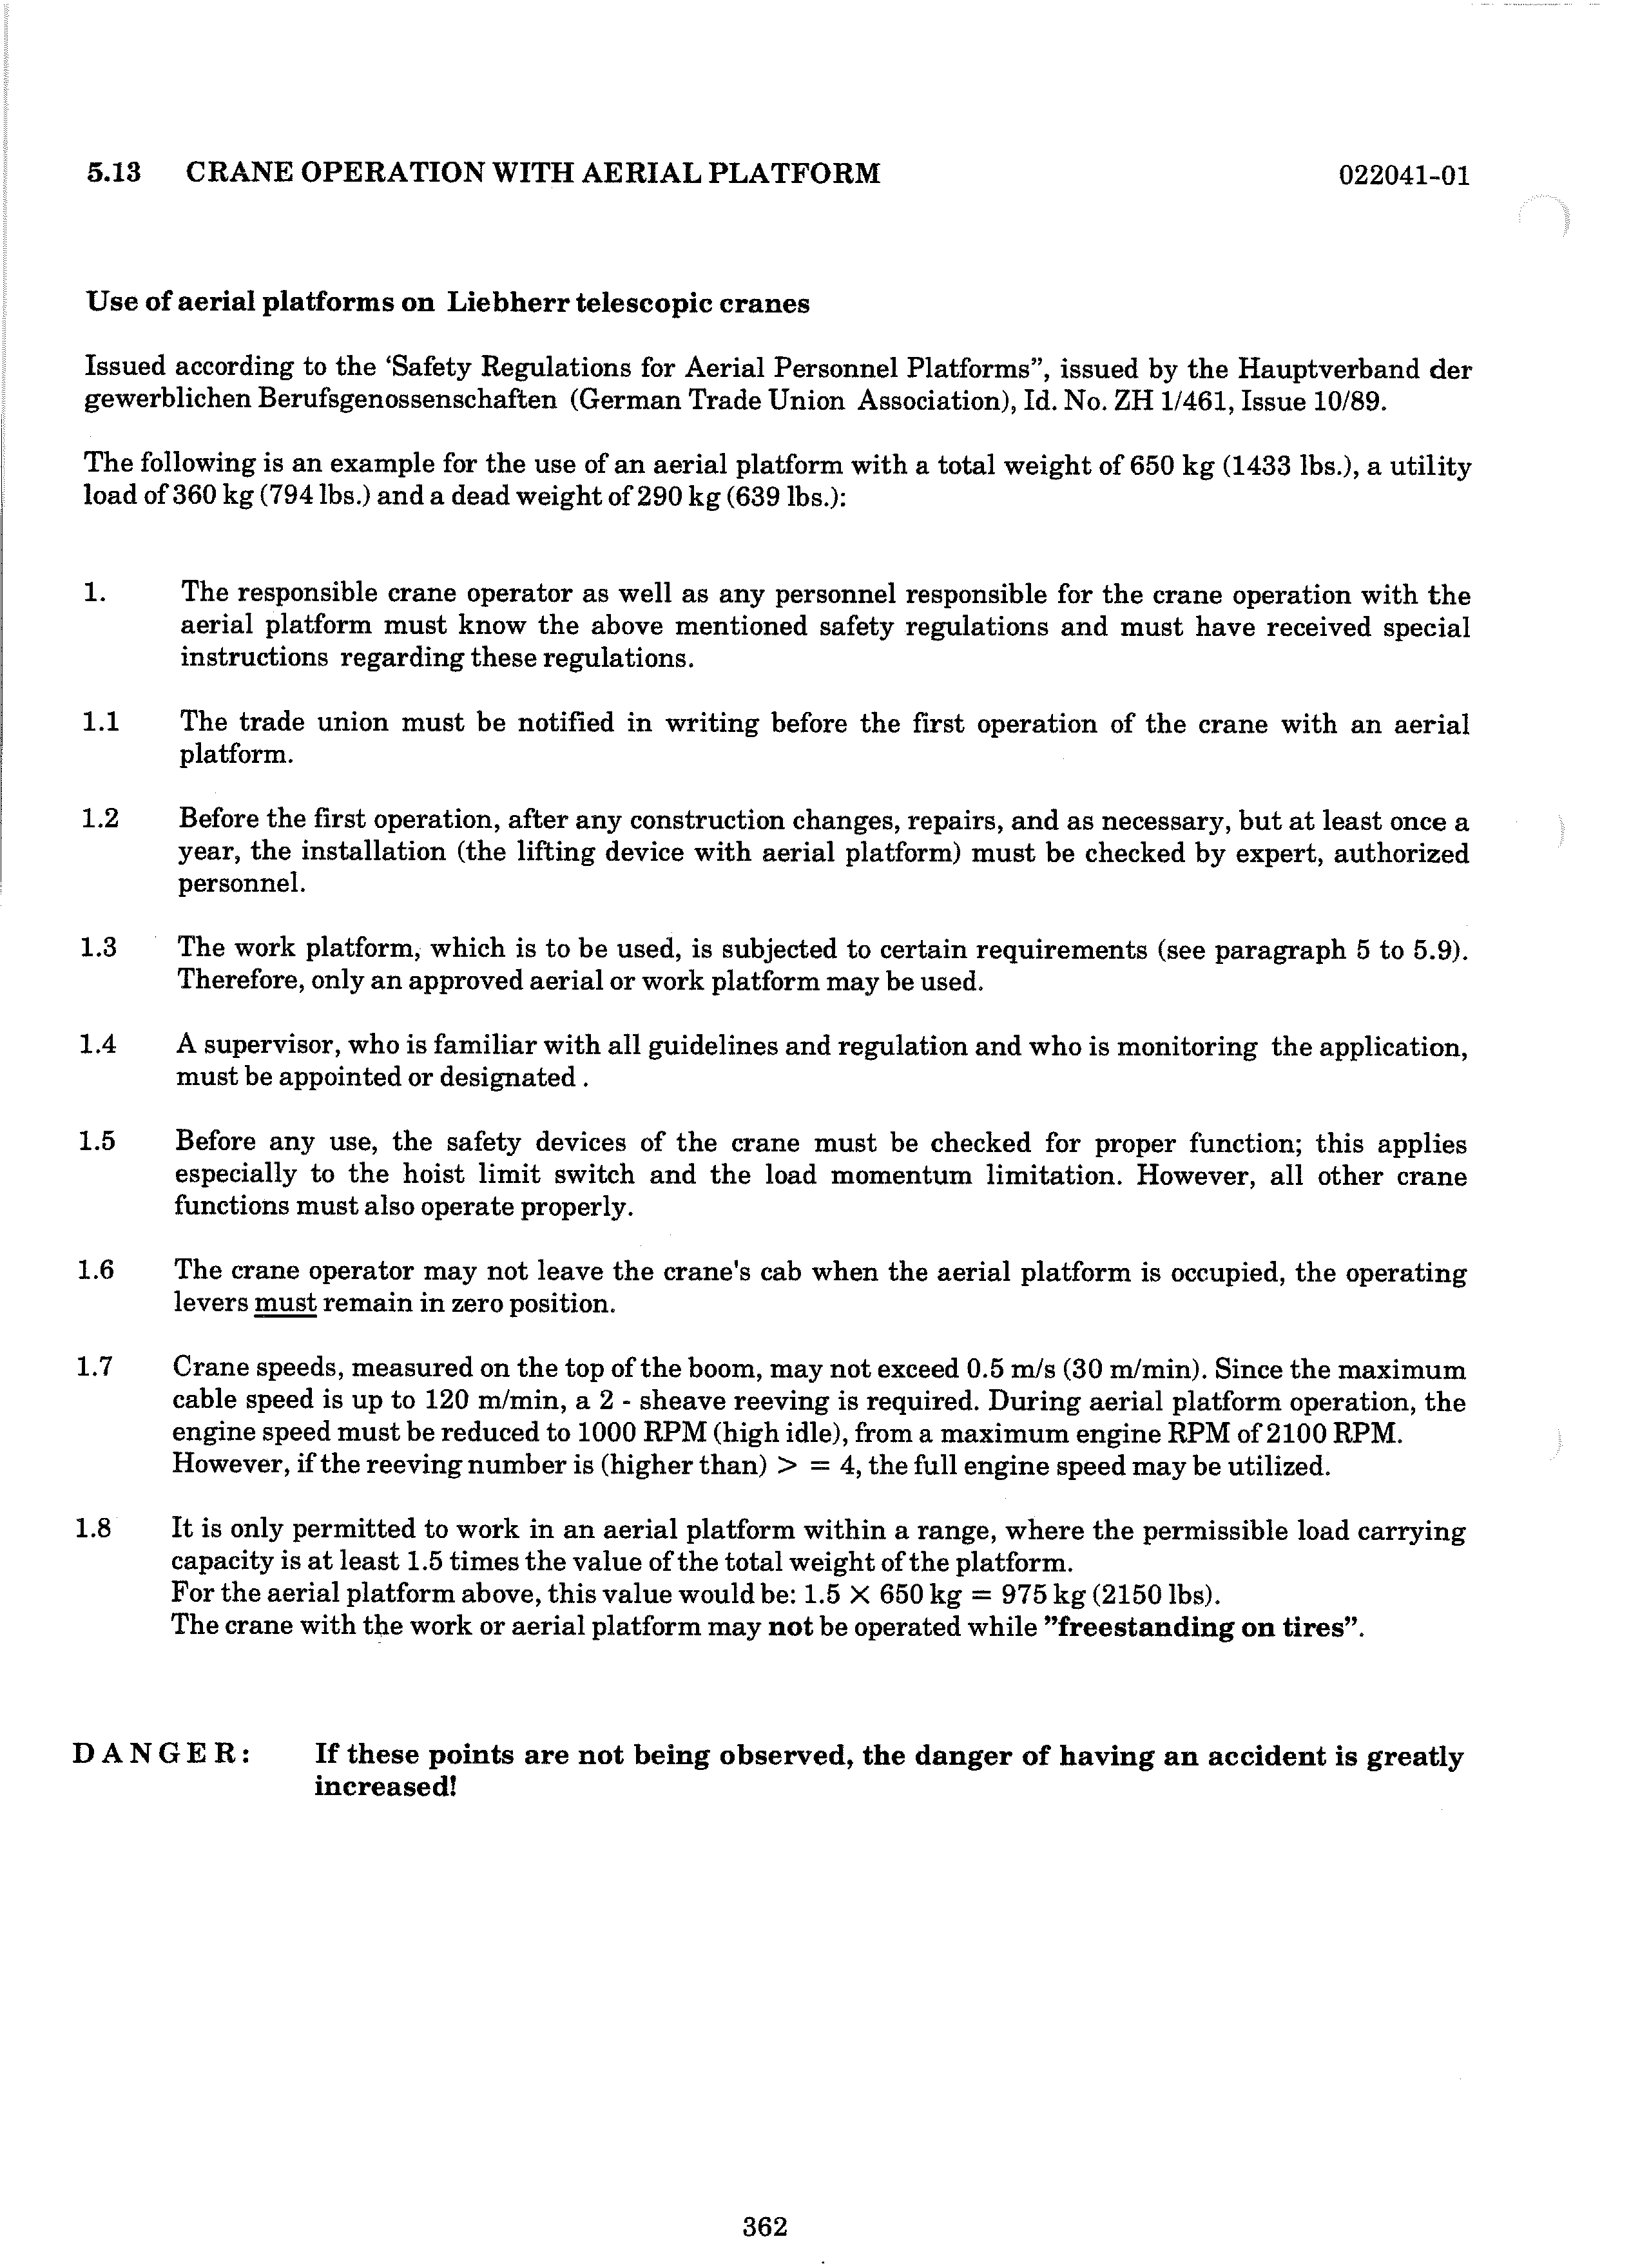 5.13 CRANE OPERATION WITH AERIAL PLATFORM 022041-01
Use of aerial platforms on Liebherr telescopic cranes
Issued according to the ‘Safety Regulations for Aerial Personnel Platforms”, issued by the Hauptverband der
gewerblichen Berufsgenossenschaften (German Trade Union Association), Id. No. ZH 1/461, Issue 10/89.
The following is an example for the use of an aerial platform with a total weight of 650 kg (1433 lbs.), a utility
load of 360 kg (794 lbs.) and a dead weight of 290 kg (639 lbs.):
1. The responsible crane operator as well as any personnel responsible for the crane operation with the
aerial platform must know the above mentioned safety regulations and must have received special
instructions regarding these regulations.
1.1 The trade union must be notified in writing before the first operation of the crane with an aerial
platform.
1.2 Before the first operation, after any construction changes, repairs, and as necessary, but at least once a
year, the installation (the lifting device with aerial platform) must be checked by expert, authorized
personnel.
1.3 The work platform, which is to be used, is subjected to certain requirements (see paragraph 5 to 5.9).
Therefore, only an approved aerial or work platform may be used.
1.4 A supervisor, who is familiar with all guidelines and regulation and who is monitoring the application,
must be appointed or designated .
1.5 Before any use, the safety devices of the crane must be checked for proper function; this applies
especially to the hoist limit switch and the load momentum limitation. However, all other crane
functions must also operate properly.
1.6 The crane operator may not leave the crane's cab when the aerial platform is occupied, the operating
levers must remain in zero position.
1.7 Crane speeds, measured on the top of the boom, may not exceed 0.5 m/s (30 m/min). Since the maximum
cable speed is up to 120 m/min, a 2 - sheave reeving is required. During aerial platform operation, the
engine speed must be reduced to 1000 RPM (high idle), from a maximum engine RPM of 2100 RPM.
However, if the reeving number is (higher than) > = 4, the full engine speed may be utilized.
1.8 It is only permitted to work in an aerial platform within a range, where the permissible load carrying
capacity is at least 1.5 times the value of the total weight of the platform.
For the aerial platform above, this value would be: 1.5 X 650 kg = 975 kg (2150 lbs).
The crane with the work or aerial platform may not be operated while ”freestanding on tires”.
DANGER: If these points are not being observed, the danger of having an accident is greatly
increased!
362